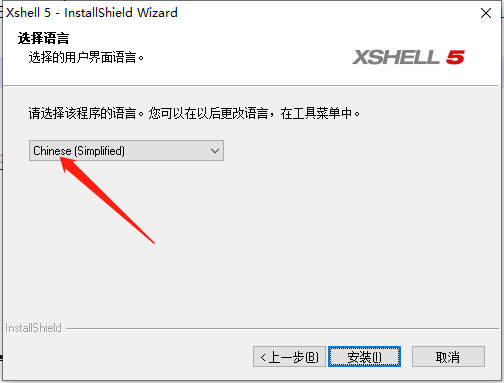 Xshell 5 - InstallShield Wizard
选择语言
选择的用户界面语言。
XSHELL 5
请选择该程序的语言。您可以在以后更改语言，在工具菜单中。
Chinese (Simplified)
InstallShield
<上一步(B)
安装(I)
取消